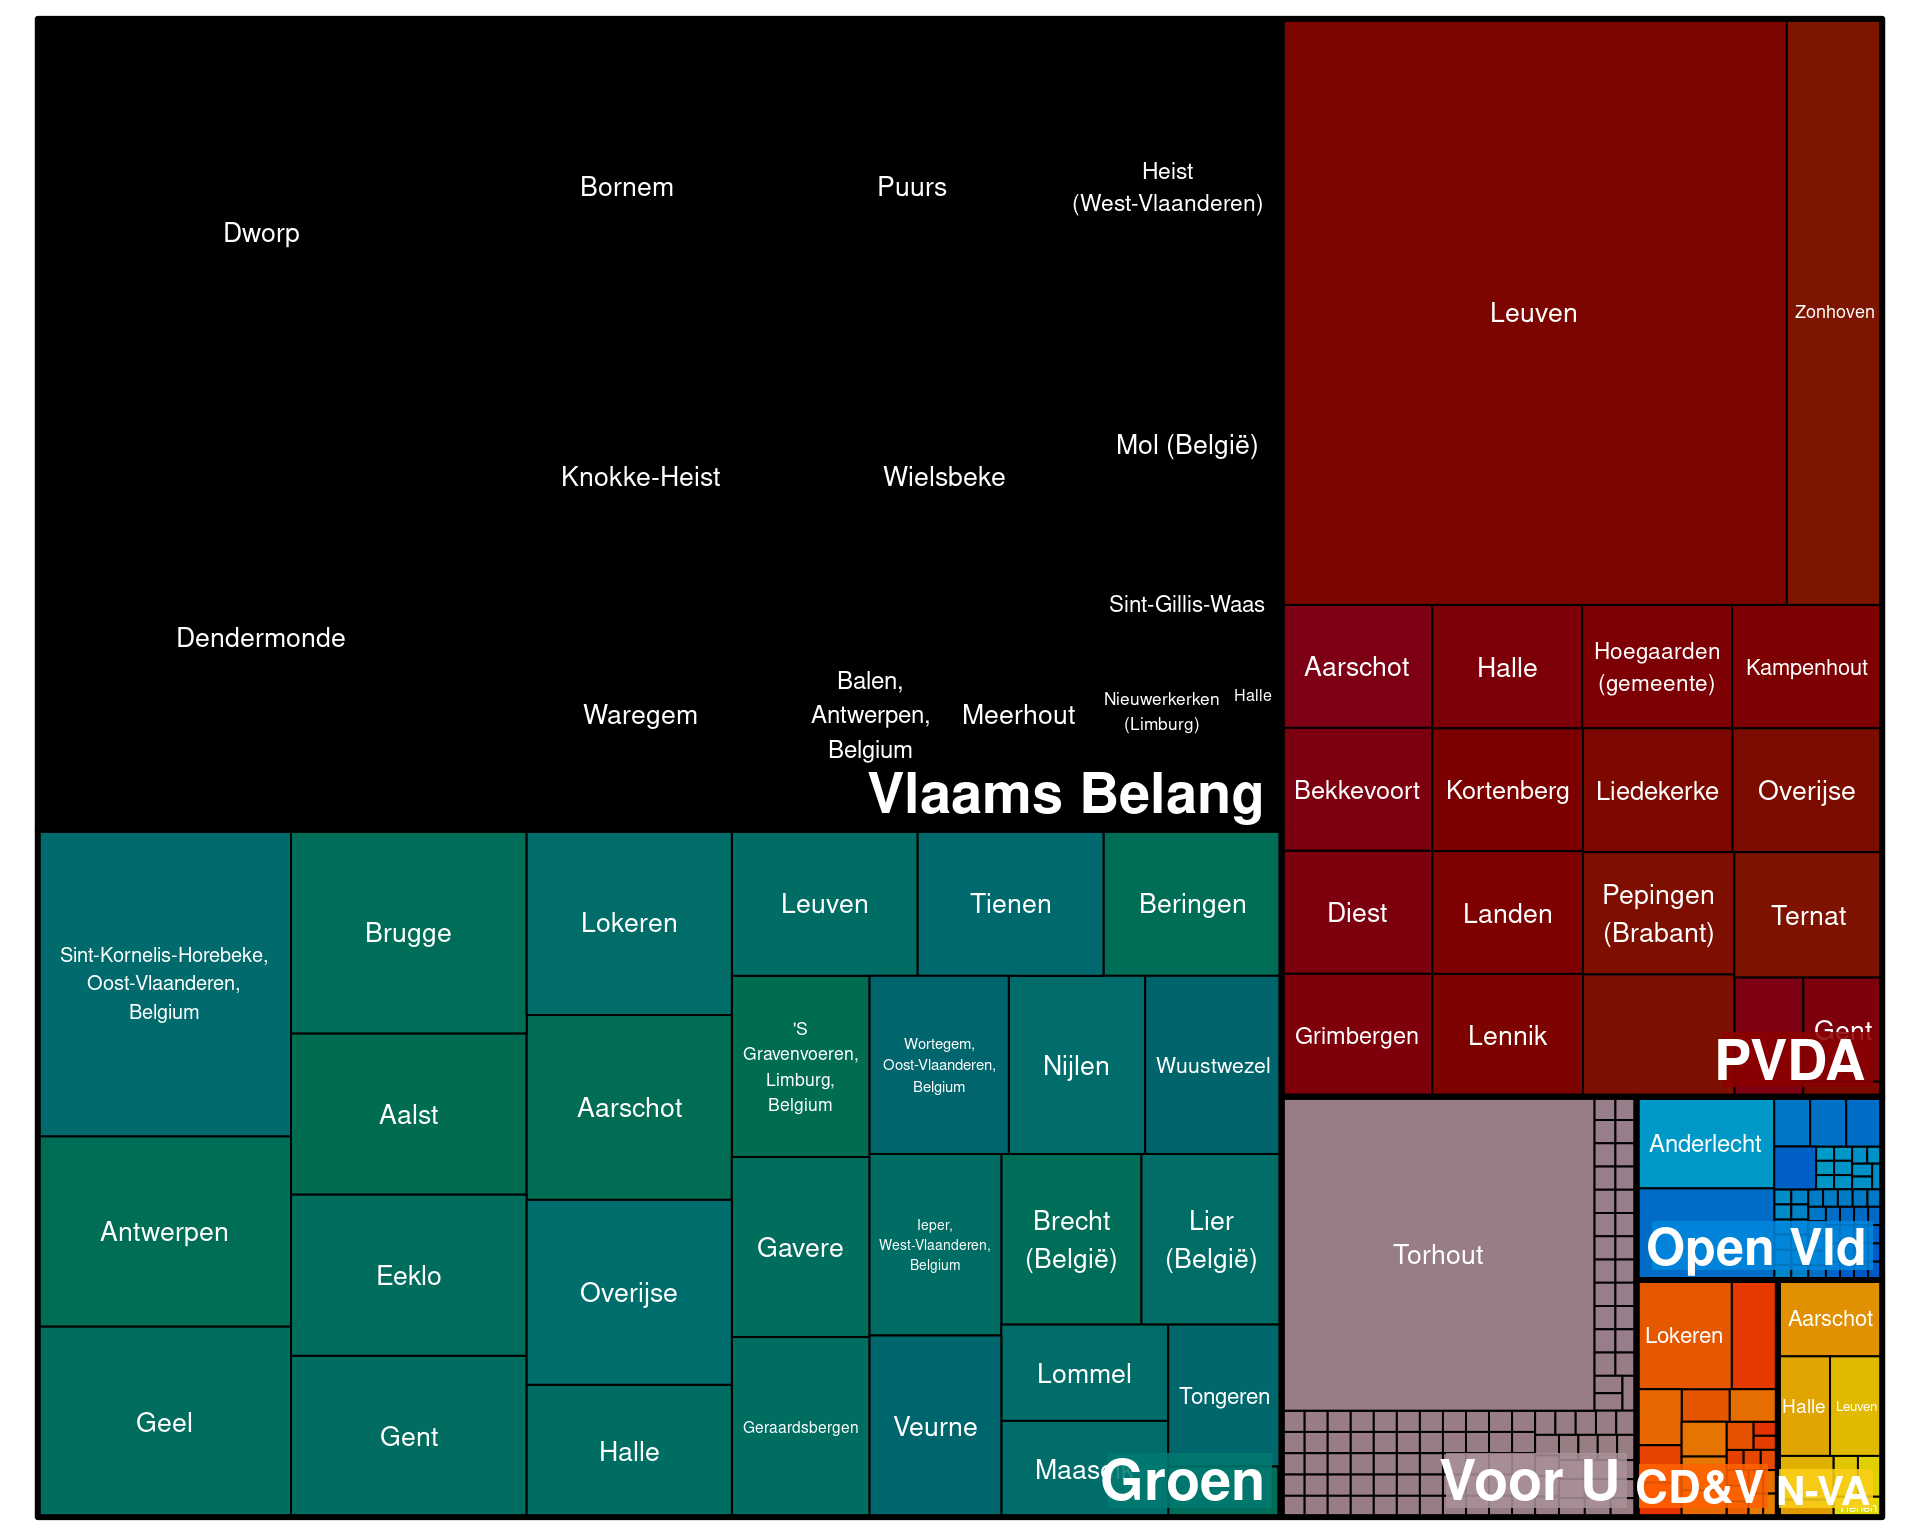 Dworp
Bornem
Puurs
Heist
(West-Vlaanderen)
Dendermonde
Knokke-Heist
Wielsbeke
Mol (België)
Sint-Gillis-Waas
Waregem
Balen,
Antwerpen,
Belgium
Meerhout
Nieuwerkerken
(Limburg)
Halle
Vlaams Belang
Leuven
Zonhoven
Aarschot
Halle
Hoegaarden
(gemeente)
Kampenhout
Bekkevoort
Kortenberg
Liedekerke
Overijse
Diest
Landen
Pepingen
(Brabant)
Ternat
Grimbergen
Lennik
Gent
PVDA
Sint-Kornelis-Horebeke,
Oost-Vlaanderen,
Belgium
Antwerpen
Geel
Brugge
Aalst
Eeklo
Gent
Lokeren
Aarschot
Overijse
Halle
Leuven
Tienen
Beringen
'S
Gravenvoeren,
Limburg,
Belgium
Wortegem,
Oost-Vlaanderen,
Belgium
Nijlen
Wuustwezel
Gavere
Geraardsbergen
Ieper,
West-Vlaanderen,
Belgium
Veurne
Brecht
(België)
Lier
(België)
Lommel
Tongeren
Maaseik
Groen
Torhout
Voor U
Anderlecht
Open Vld
Lokeren
CD&V
Aarschot
Halle
Leuven
Tienen
N-VA